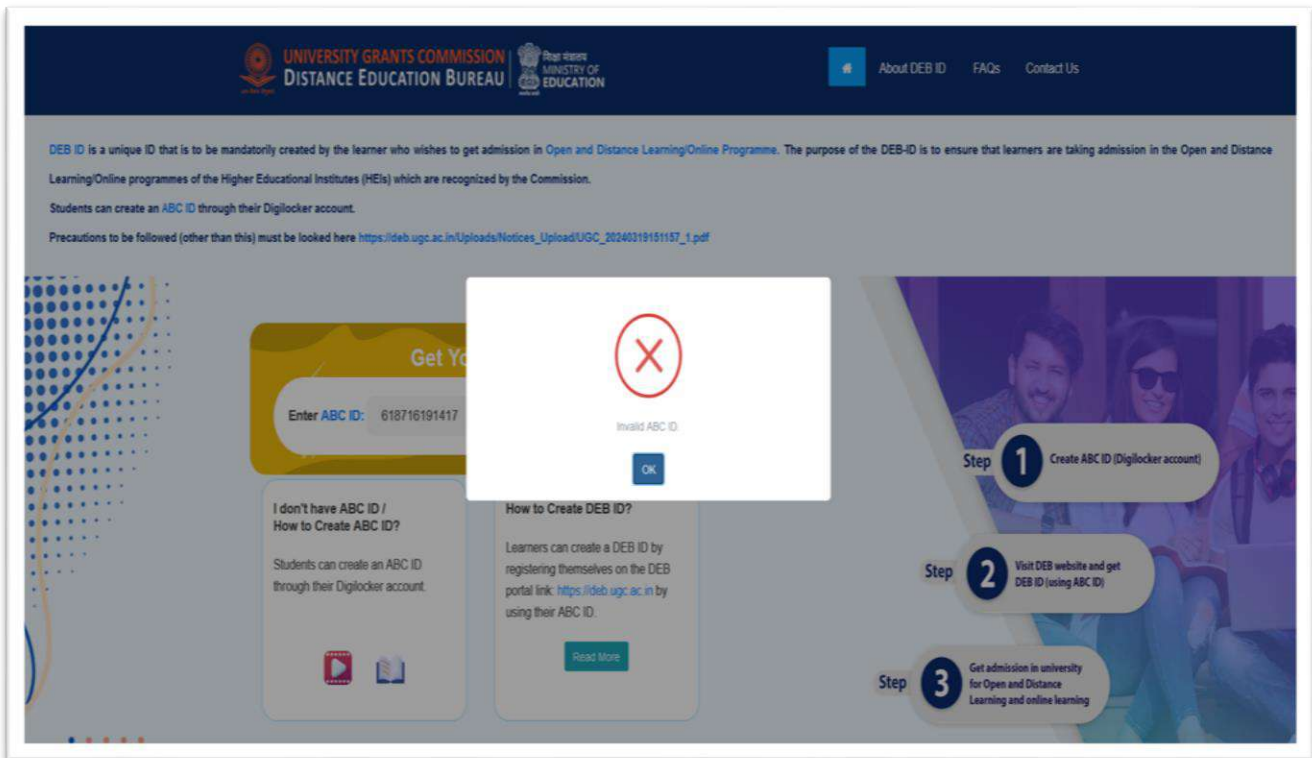 UNIVERSITY GRANTS COMMISSION
DISTANCE EDUCATION BUREAU
शिक्षा मंत्रालय
MINISTRY OF
EDUCATION
About DEB ID
FAQs
Contact Us
DEB ID is a unique ID that is to be mandatorily created by the learner who wishes to get admission in Open and Distance Learning/Online Programme. The purpose of the DEB-ID is to ensure that learners are taking admission in the Open and Distance
Learning/Online programmes of the Higher Educational Institutes (HEIs) which are recognized by the Commission.
Students can create an ABC ID through their Digilocker account.
Precautions to be followed (other than this) must be looked here https://deb.ugc.ac.in/Uploads/Notices_Upload/UGC_20240319151157_1.pdf
Get Yo
Enter ABC ID: 618716191417
Invalid ABC ID.
OK
I don't have ABC ID /
How to Create ABC ID?
Students can create an ABC ID
through their Digilocker account.
How to Create DEB ID?
Learners can create a DEB ID by
registering themselves on the DEB
portal link: https://deb.ugc.ac.in by
using their ABC ID.
Read More
Step 1 Create ABC ID (Digilocker account)
Step 2 Visit DEB website and get
DEB ID (using ABC ID)
Step 3 Get admission in university
for Open and Distance
Learning and online learning